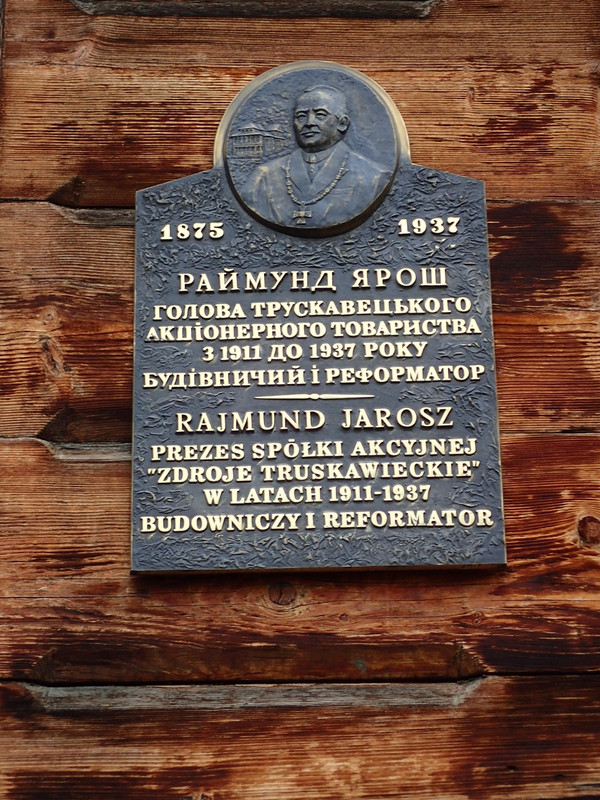 1875 1937
РАЙМУНД ЯРОШ
ГОЛОВА ТРУСКАВЕЦЬКОГО
АКЦІОНЕРНОГО ТОВАРИСТВА
З 1911 ДО 1937 РОКУ
БУДІВНИЧИЙ І РЕФОРМАТОР
RAJMUND JAROSZ
PREZES SPÓŁKI AKCYJNEJ
"ZDROJE TRUSKAWIECKIE"
W LATACH 1911-1937
BUDOWNICZY I REFORMATOR